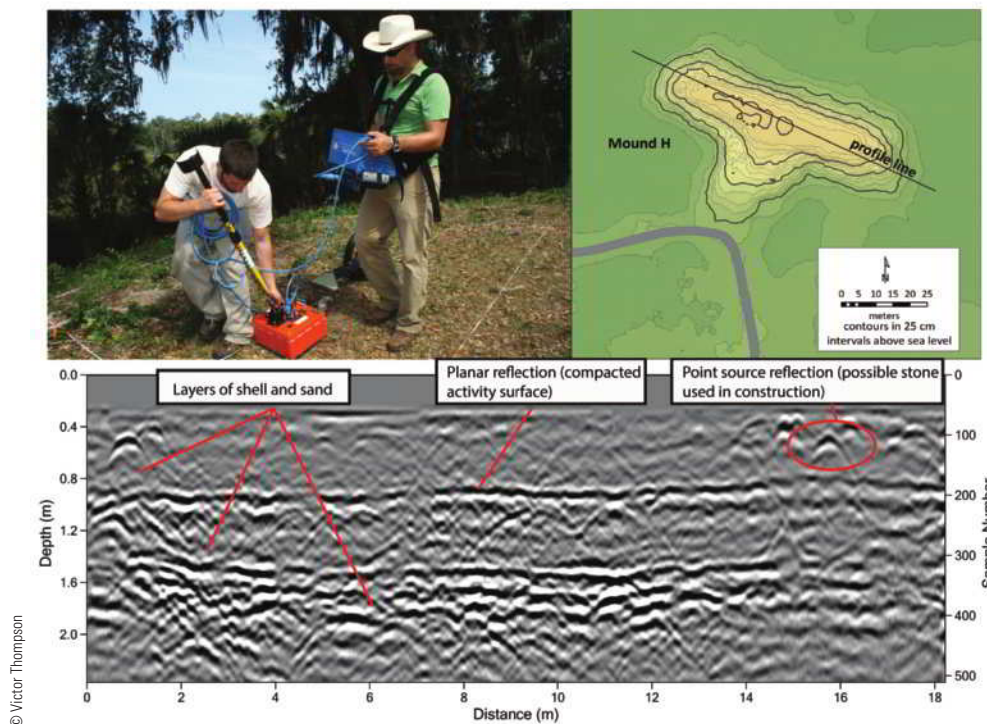 Mound H
profile line
N
0 5 10 15 20 25
meters
contours in 25 cm
intervals above sea level
Layers of shell and sand
Planar reflection (compacted
activity surface)
Point source reflection (possible stone
used in construction)
0.0
0.4
0.8
1.2
1.6
2.0
Depth (m)
0
100
200
300
400
500
Sample Number
0 2 4 6 8 10 12 14 16 18
Distance (m)
© Victor Thompson